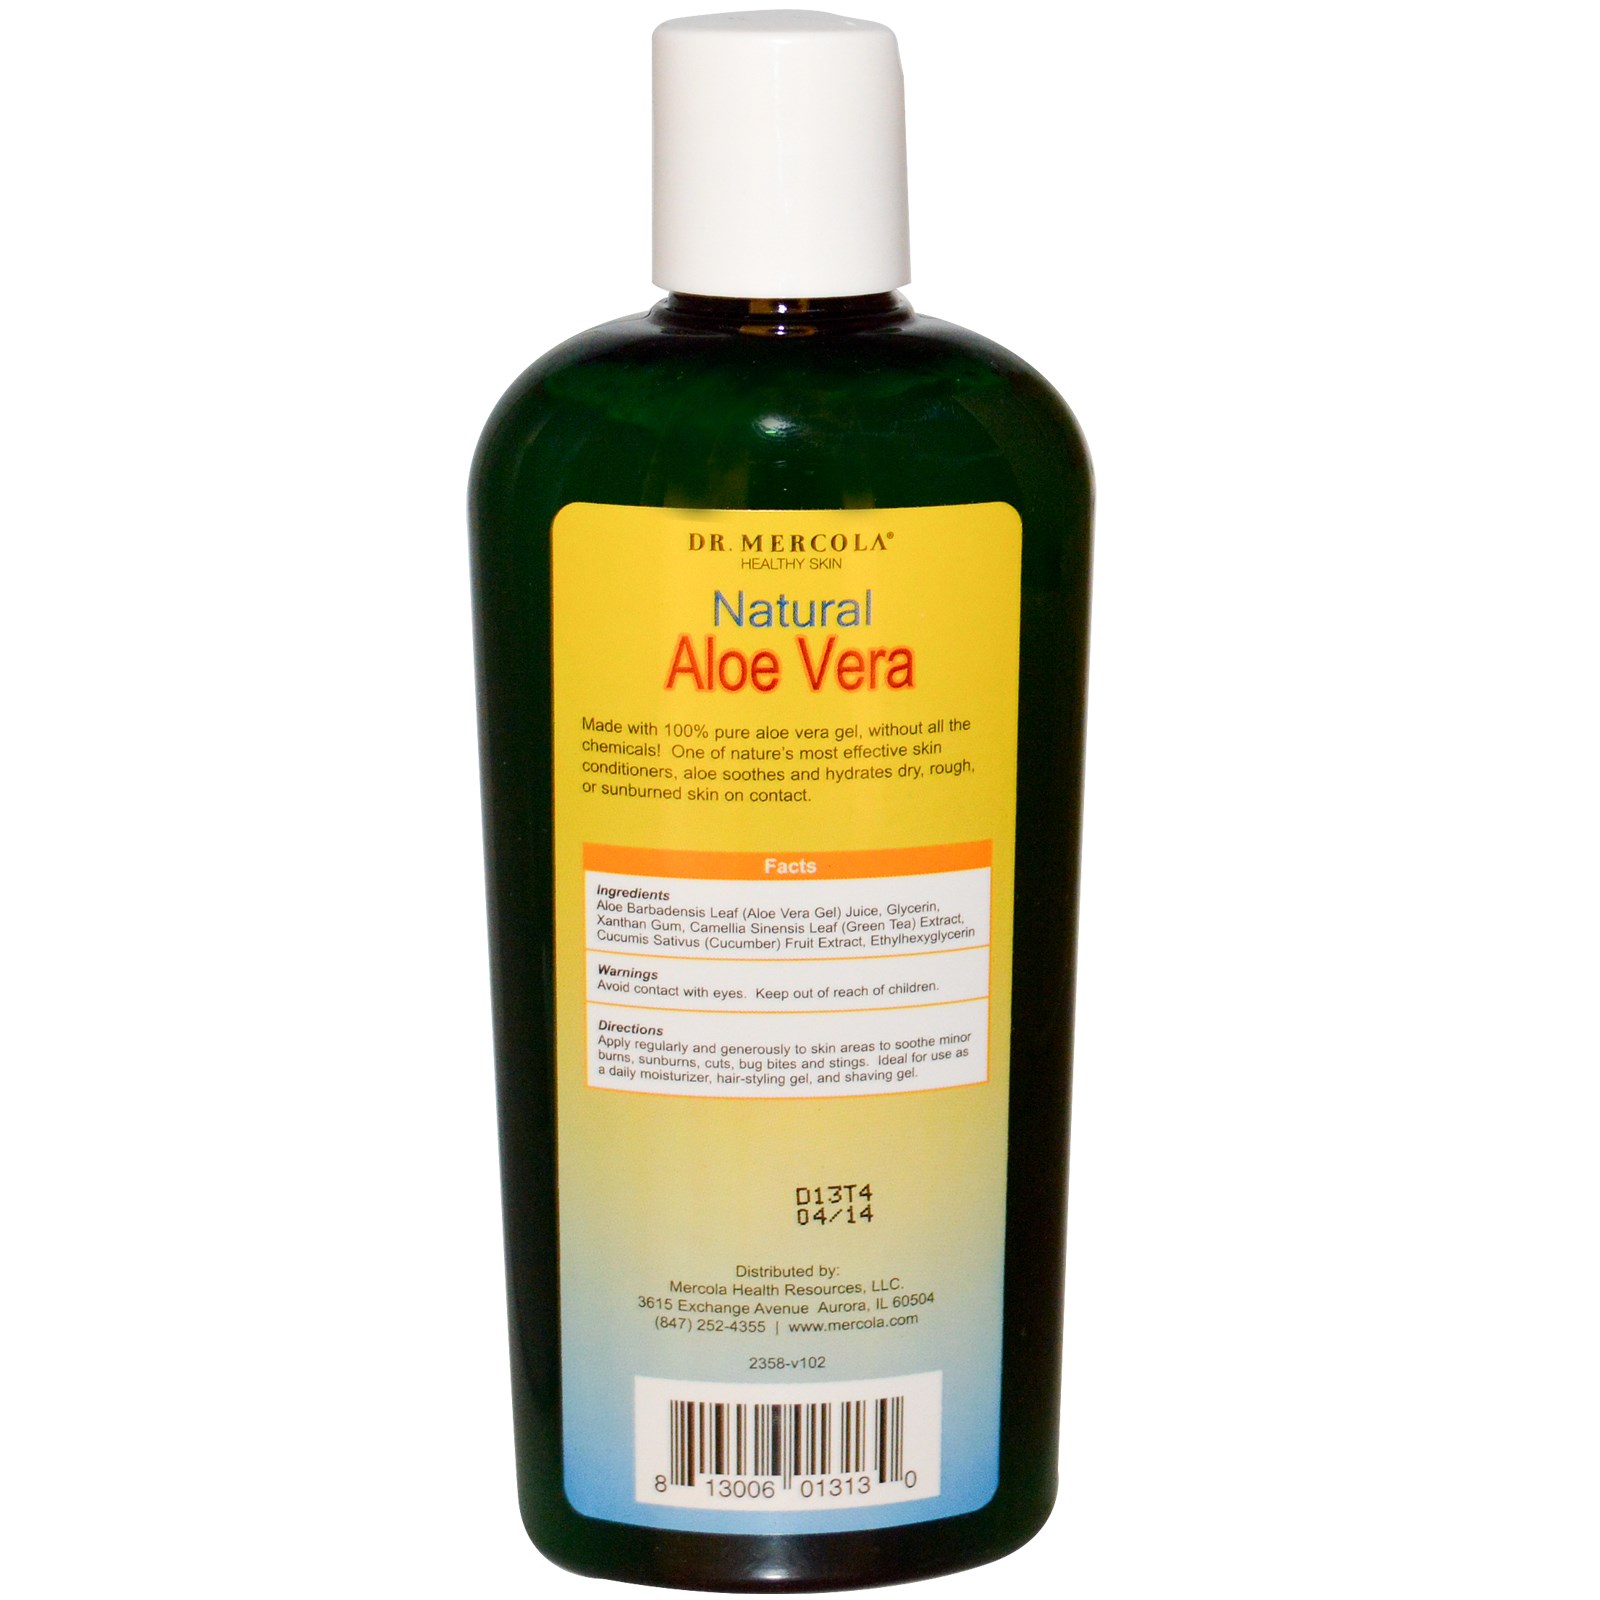 DR. MERCOLA®
HEALTHY SKIN
Natural
Aloe Vera
Made with 100% pure aloe vera gel, without all the
chemicals! One of nature's most effective skin
conditioners, aloe soothes and hydrates dry, rough,
or sunburned skin on contact.
Facts
Ingredients
Aloe Barbadensis Leaf (Aloe Vera Gel) Juice, Glycerin,
Xanthan Gum, Camellia Sinensis Leaf (Green Tea) Extract,
Cucumis Sativus (Cucumber) Fruit Extract, Ethylhexyglycerin
Warnings
Avoid contact with eyes. Keep out of reach of children.
Directions
Apply regularly and generously to skin areas to soothe minor
burns, sunburns, cuts, bug bites and stings. Ideal for use as
a daily moisturizer, hair-styling gel, and shaving gel.
D13T4
04/14
Distributed by:
Mercola Health Resources, LLC.
3615 Exchange Avenue Aurora, IL 60504
(847) 252-4355 | www.mercola.com
2358-v102
8 13006 01313 0